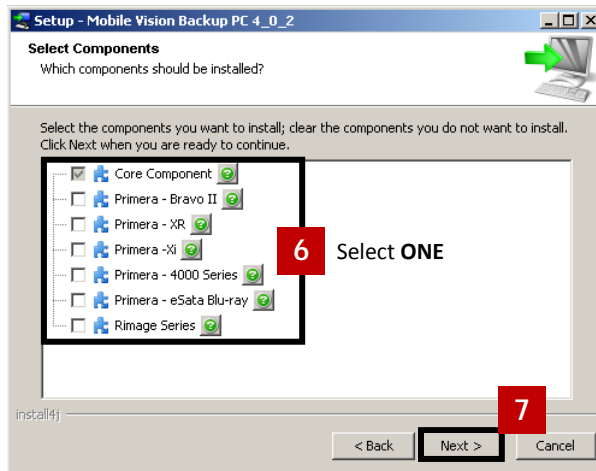 Setup - Mobile Vision Backup PC 4_0_2
Select Components
Which components should be installed?
Select the components you want to install; clear the components you do not want to install.
Click Next when you are ready to continue.
Core Component
Primera - Bravo II
Primera - XR
Primera -Xi
Primera - 4000 Series
Primera - eSata Blu-ray
Rimage Series
6 Select ONE
7
install4j
< Back Next > Cancel